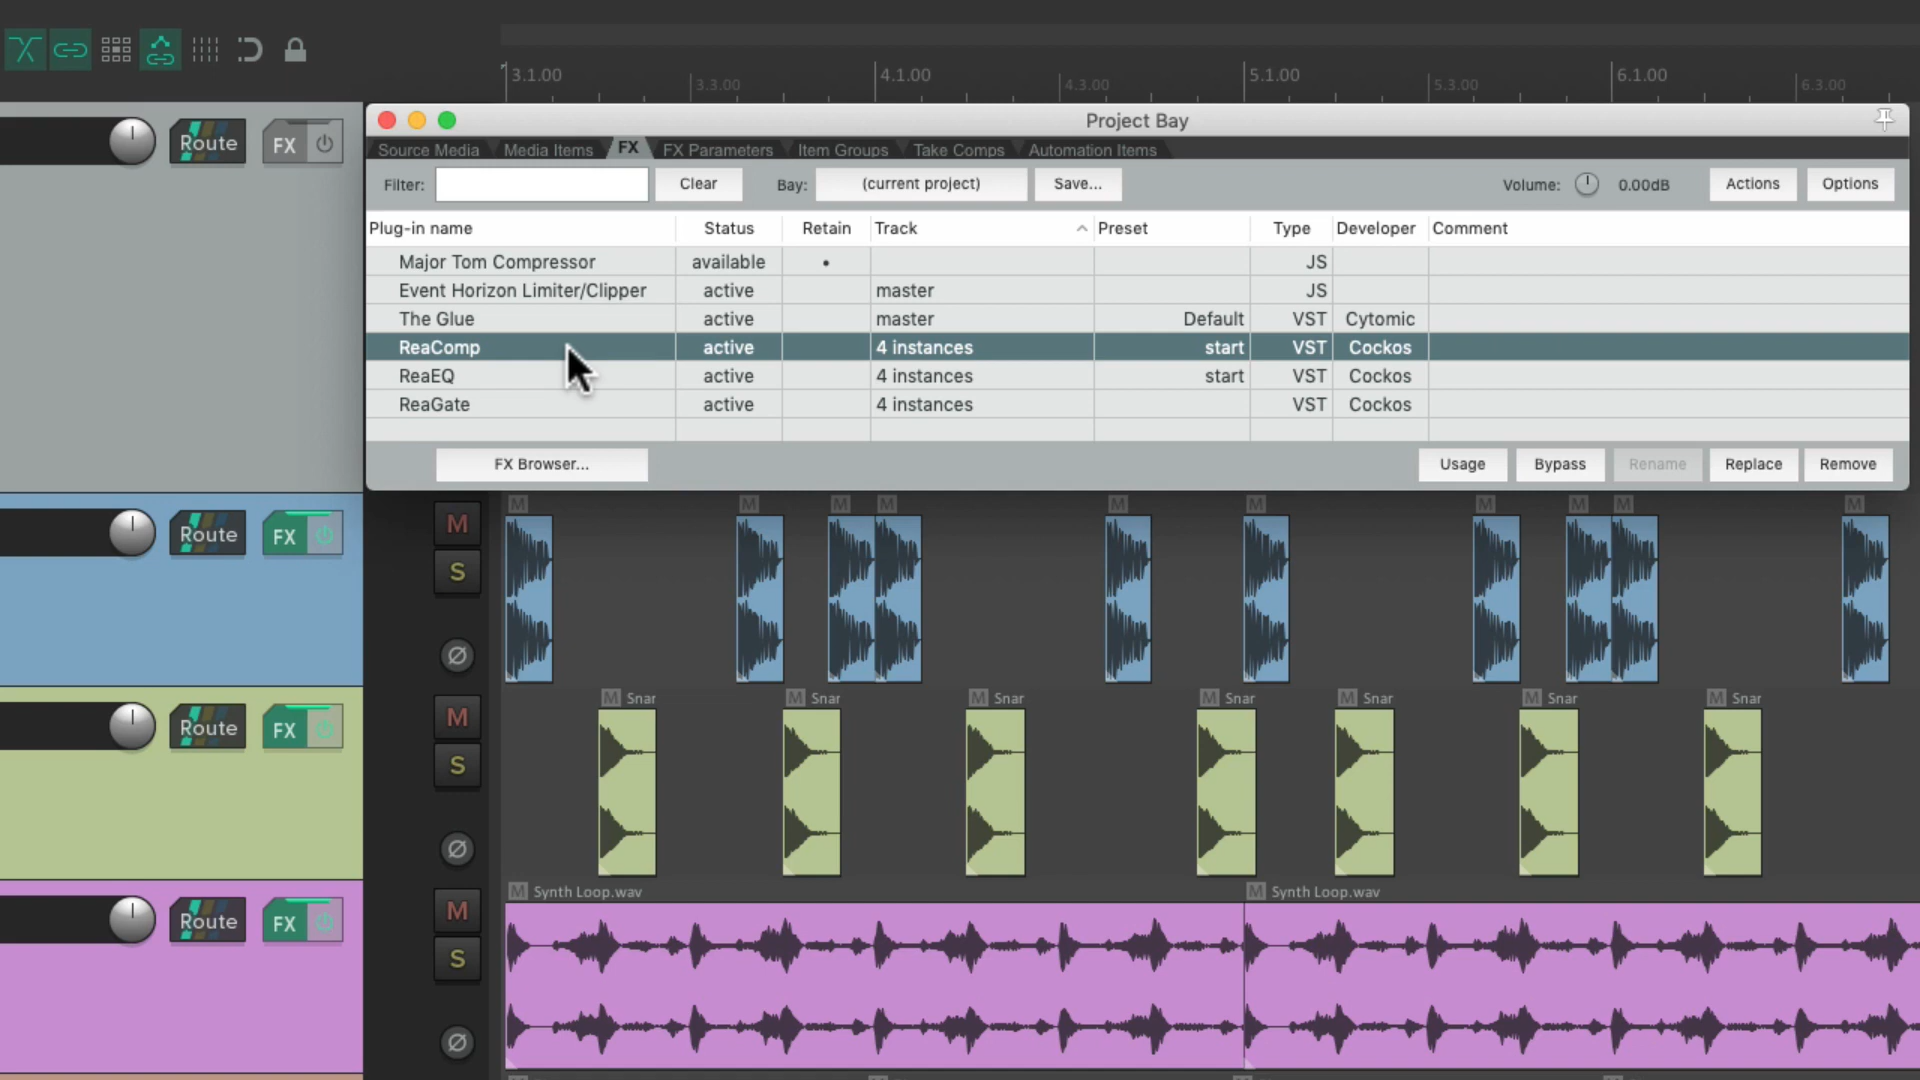 3.1.00 3.3.00 4.1.00 4.3.00 5.1.00 5.3.00 6.1.00 6.3.00
Project Bay
Source Media Media Items FX FX Parameters Item Groups Take Comps Automation Items
Filter: Clear Bay: (current project) Save... Volume: 0.00dB Actions Options
Plug-in name Status Retain Track Preset Type Developer Comment
Major Tom Compressor available • JS
Event Horizon Limiter/Clipper active master JS
The Glue active master Default VST Cytomic
ReaComp active 4 instances start VST Cockos
ReaEQ active 4 instances start VST Cockos
ReaGate active 4 instances VST Cockos
FX Browser... Usage Bypass Rename Replace Remove
Route FX
M M M M M M M M M M
Route FX M
S
Ø
M Snar M Snar M Snar M Snar M Snar M Snar M Snar
Route FX M
S
Ø
M Synth Loop.wav M Synth Loop.wav
Route FX M
S
Ø